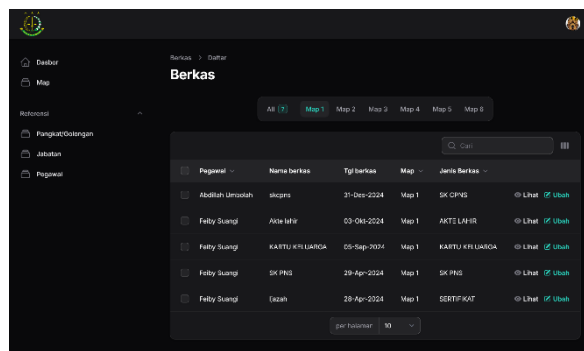 Berkas > Daftar
Dasbor
Berkas
Map
All 7 Map 1 Map 2 Map 3 Map 4 Map 5 Map 6
Referensi
Pangkat/Golongan
Cari
Jabatan
Pegawai
Pegawai Nama berkas Tgl berkas Map Jenis Berkas
Abdillah Umsolah skcpns 31-Des-2024 Map 1 SK CPNS Lihat Ubah
Feiby Suangi Akte lahir 03-Okt-2024 Map 1 AKTE LAHIR Lihat Ubah
Feiby Suangi KARTU KELUARGA 05-Sep-2024 Map 1 KARTU KELUARGA Lihat Ubah
Feiby Suangi SK PNS 29-Apr-2024 Map 1 SK PNS Lihat Ubah
Feiby Suangi Ijazah 28-Apr-2024 Map 1 SERTIFIKAT Lihat Ubah
per halaman 10